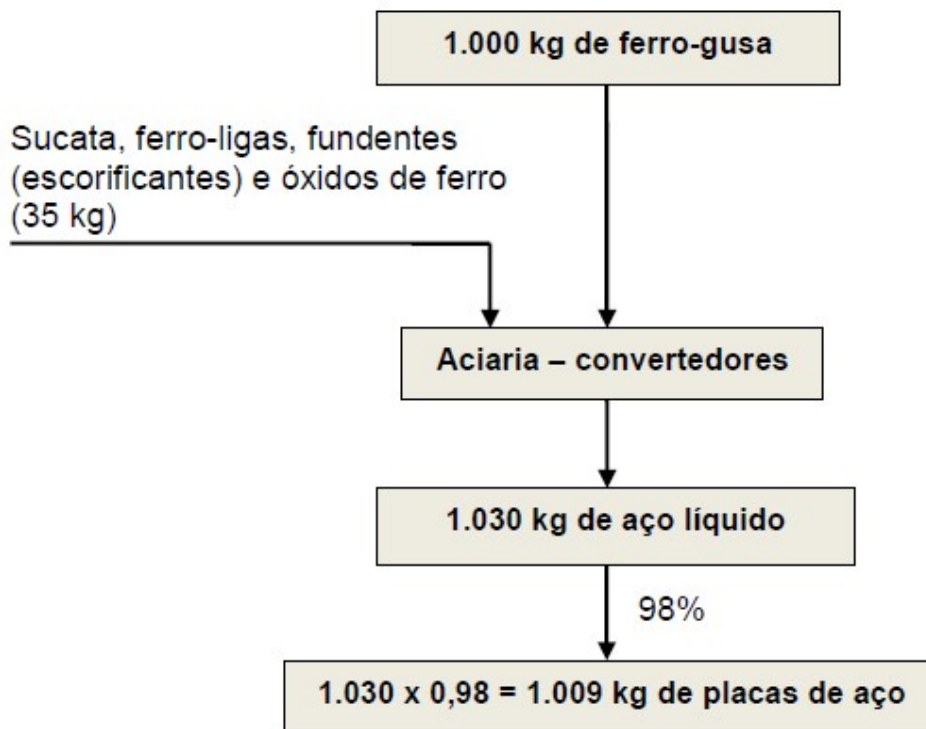 1.000 kg de ferro-gusa
Sucata, ferro-ligas, fundentes
(escorificantes) e óxidos de ferro
(35 kg)
Aciaria – convertedores
1.030 kg de aço líquido
98%
1.030 x 0,98 = 1.009 kg de placas de aço